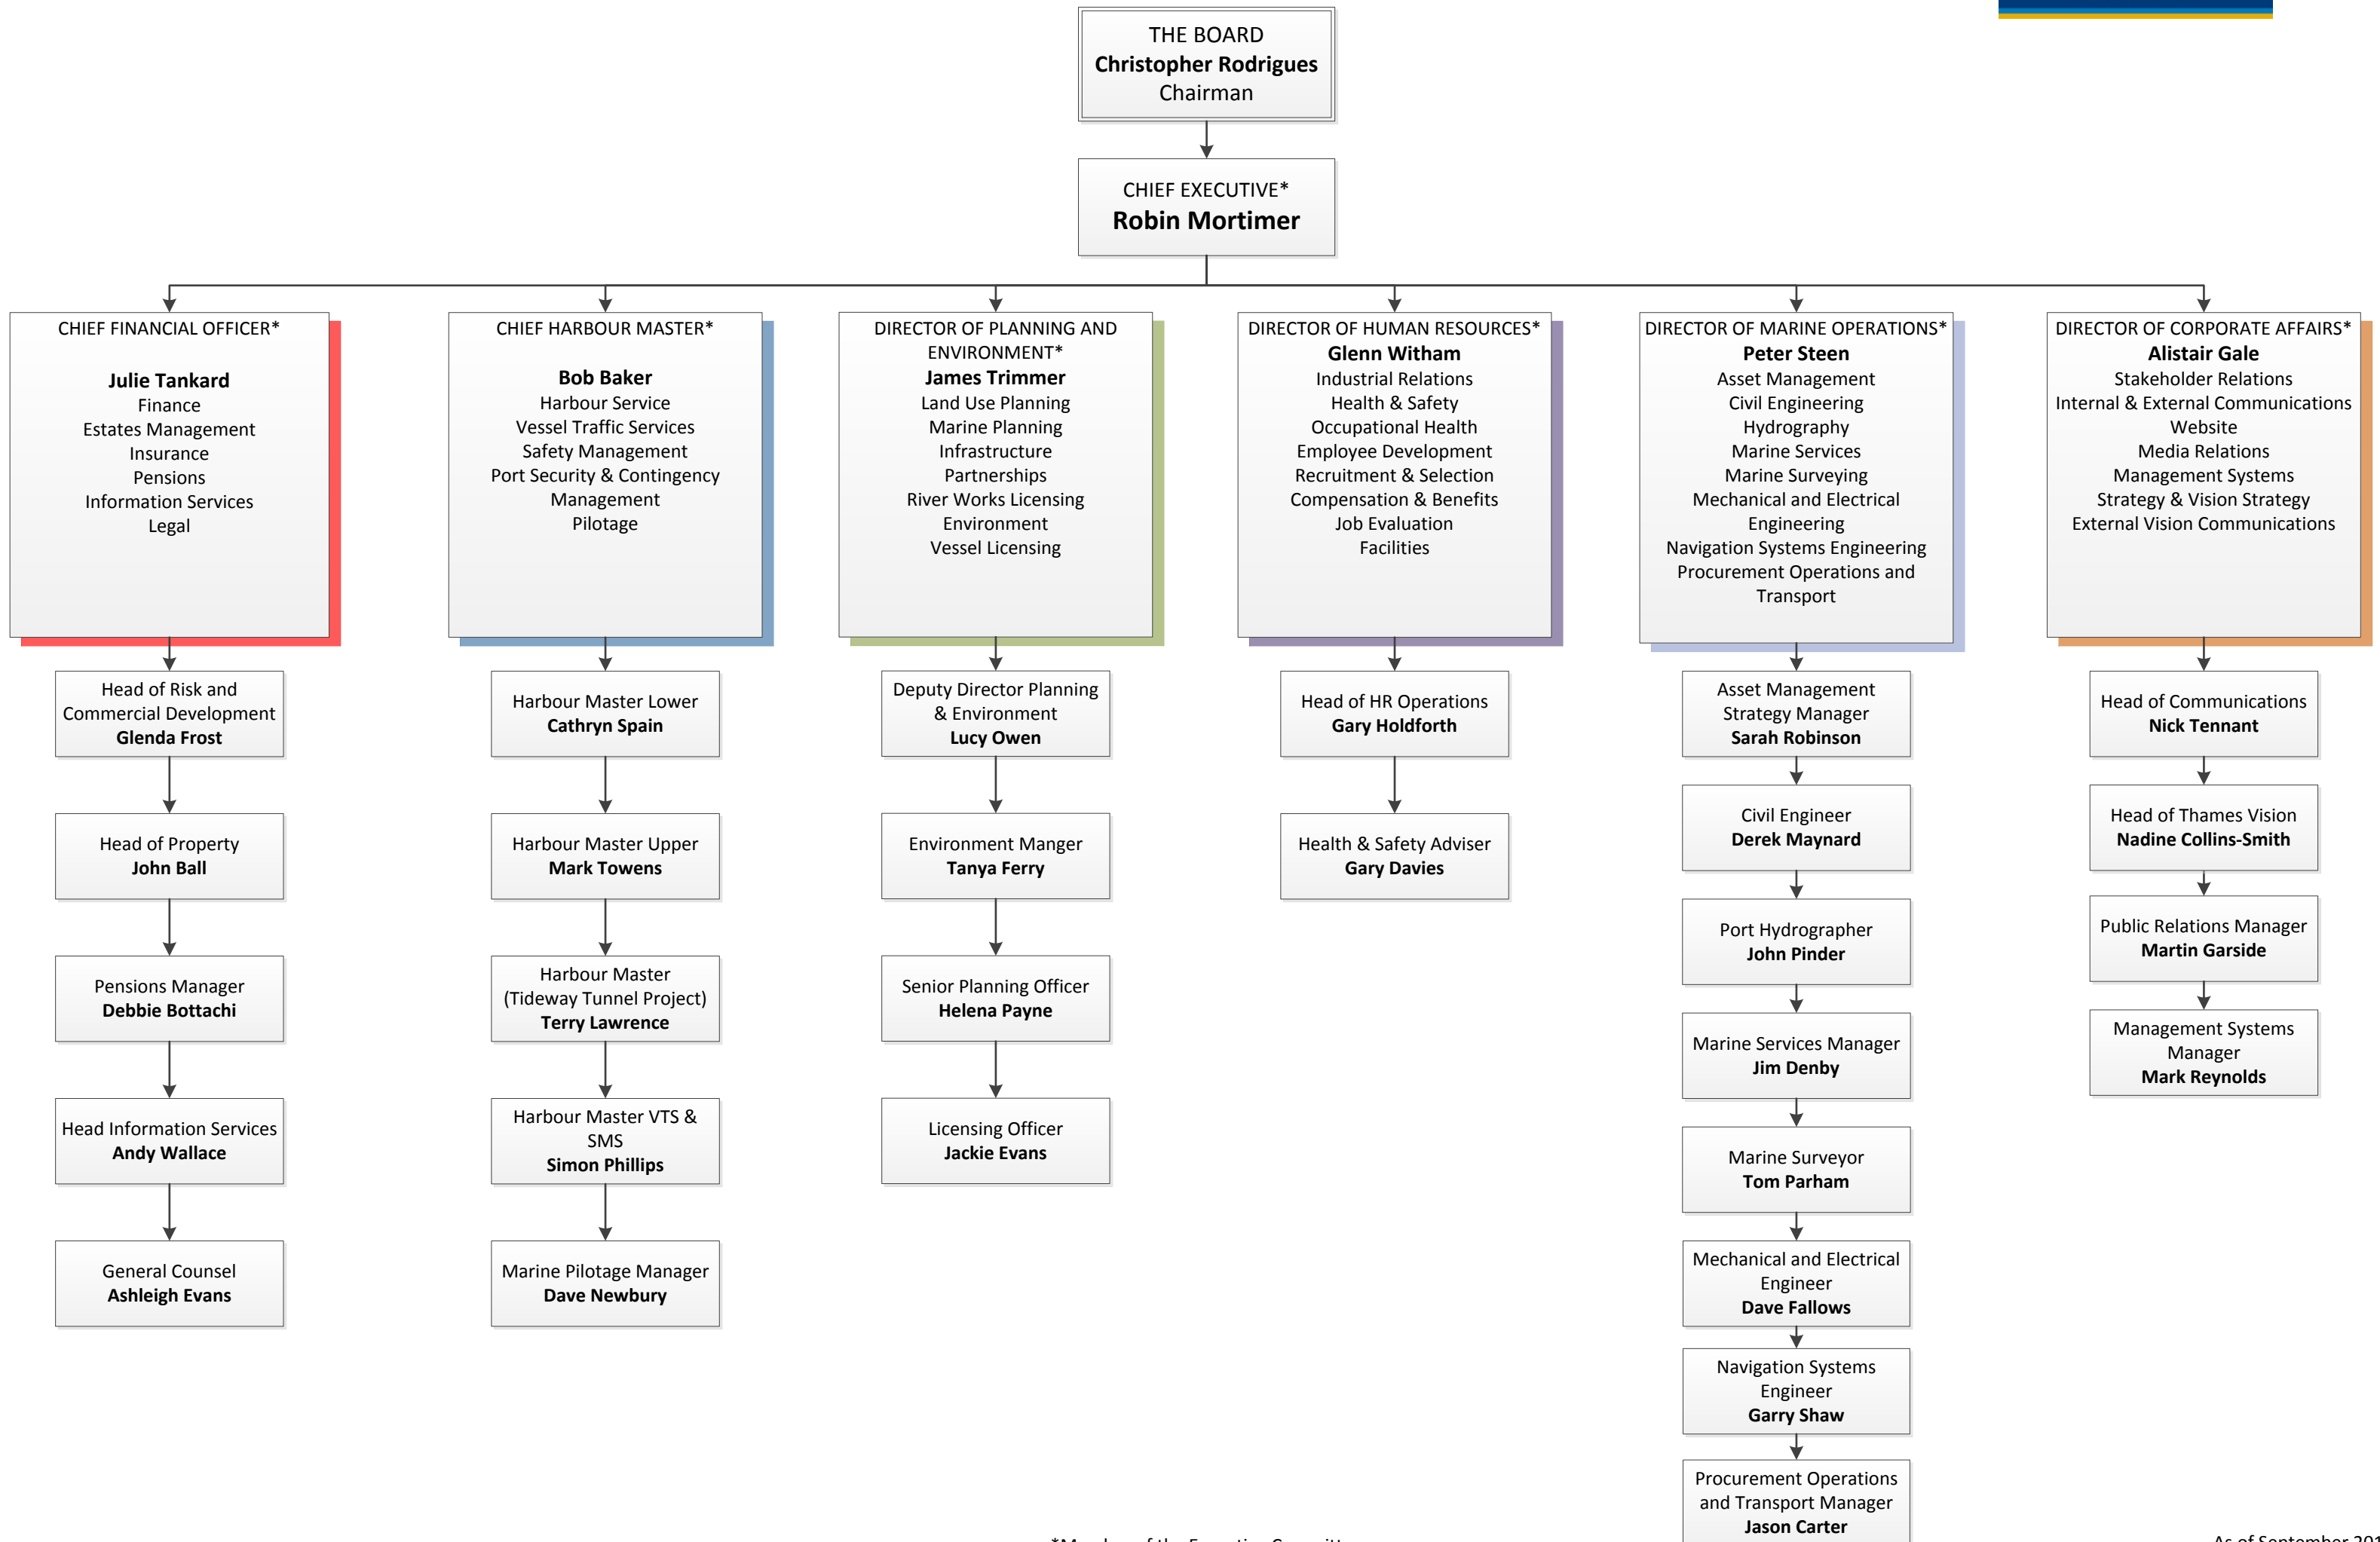 THE BOARD
Christopher Rodrigues
Chairman
CHIEF EXECUTIVE*
Robin Mortimer
CHIEF FINANCIAL OFFICER*
Julie Tankard
Finance
Estates Management
Insurance
Pensions
Information Services
Legal
CHIEF HARBOUR MASTER*
Bob Baker
Harbour Service
Vessel Traffic Services
Safety Management
Port Security & Contingency
Management
Pilotage
DIRECTOR OF PLANNING AND
ENVIRONMENT*
James Trimmer
Land Use Planning
Marine Planning
Infrastructure
Partnerships
River Works Licensing
Environment
Vessel Licensing
DIRECTOR OF HUMAN RESOURCES*
Glenn Witham
Industrial Relations
Health & Safety
Occupational Health
Employee Development
Recruitment & Selection
Compensation & Benefits
Job Evaluation
Facilities
DIRECTOR OF MARINE OPERATIONS*
Peter Steen
Asset Management
Civil Engineering
Hydrography
Marine Services
Marine Surveying
Mechanical and Electrical
Engineering
Navigation Systems Engineering
Procurement Operations and
Transport
DIRECTOR OF CORPORATE AFFAIRS*
Alistair Gale
Stakeholder Relations
Internal & External Communications
Website
Media Relations
Management Systems
Strategy & Vision Strategy
External Vision Communications
Head of Risk and
Commercial Development
Glenda Frost
Head of Property
John Ball
Pensions Manager
Debbie Bottachi
Head Information Services
Andy Wallace
General Counsel
Ashleigh Evans
Harbour Master Lower
Cathryn Spain
Harbour Master Upper
Mark Towens
Harbour Master
(Tideway Tunnel Project)
Terry Lawrence
Harbour Master VTS &
SMS
Simon Phillips
Marine Pilotage Manager
Dave Newbury
Deputy Director Planning
& Environment
Lucy Owen
Environment Manger
Tanya Ferry
Senior Planning Officer
Helena Payne
Licensing Officer
Jackie Evans
Head of HR Operations
Gary Holdforth
Health & Safety Adviser
Gary Davies
Asset Management
Strategy Manager
Sarah Robinson
Civil Engineer
Derek Maynard
Port Hydrographer
John Pinder
Marine Services Manager
Jim Denby
Marine Surveyor
Tom Parham
Mechanical and Electrical
Engineer
Dave Fallows
Navigation Systems
Engineer
Garry Shaw
Procurement Operations
and Transport Manager
Jason Carter
Head of Communications
Nick Tennant
Head of Thames Vision
Nadine Collins-Smith
Public Relations Manager
Martin Garside
Management Systems
Manager
Mark Reynolds
of the Executive
As of September